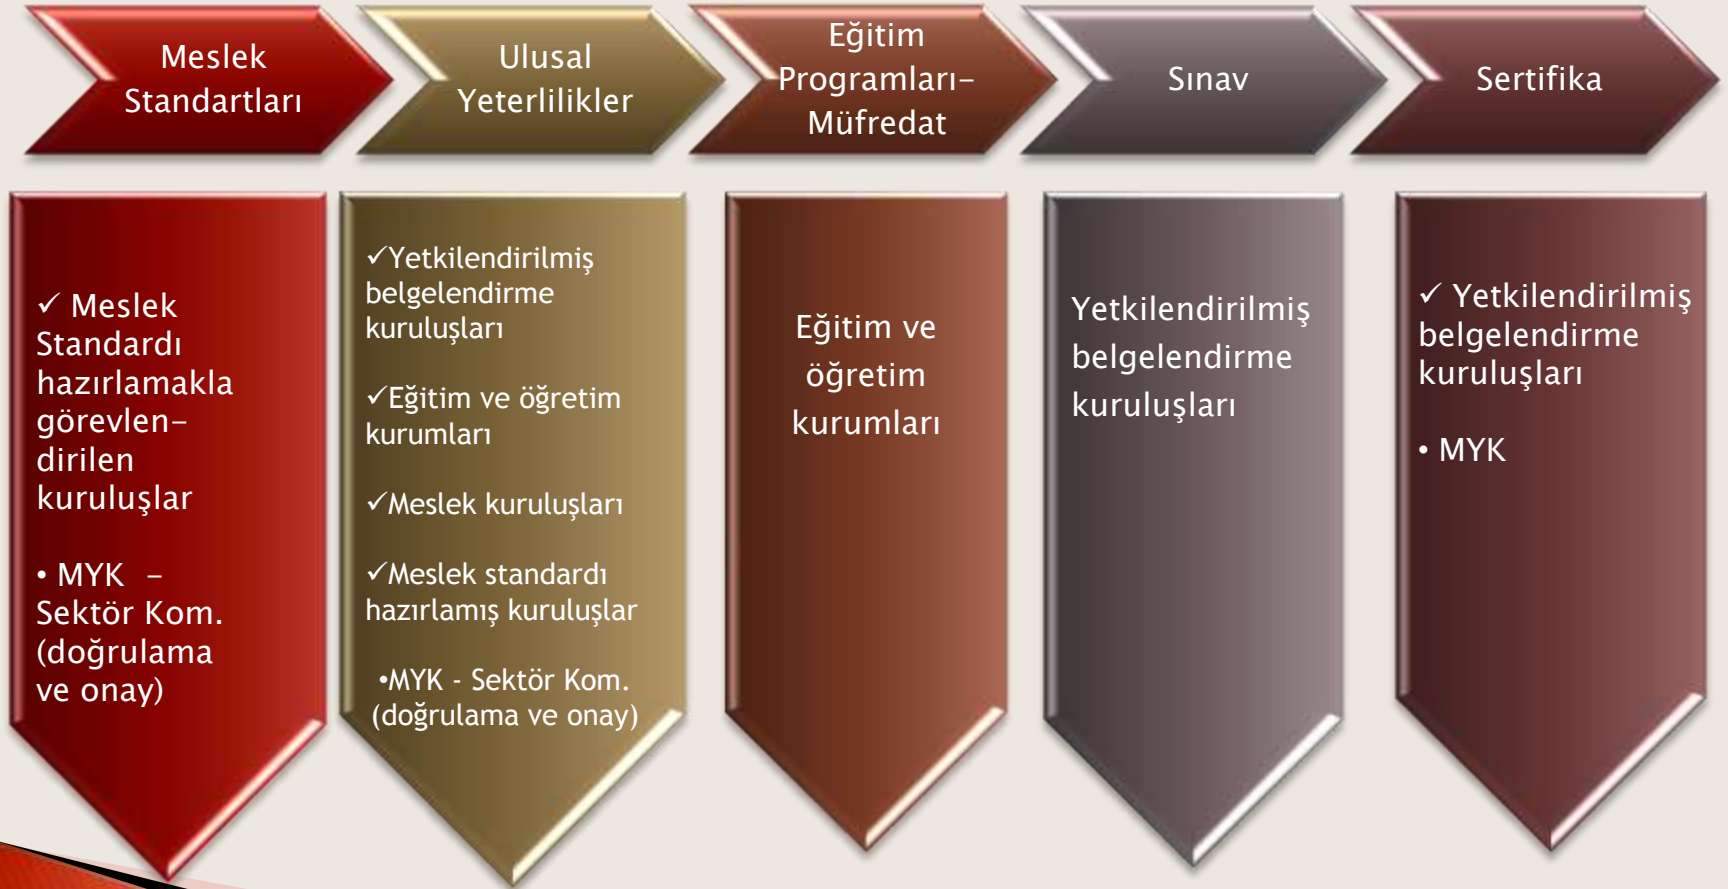 Meslek
Standartları
Ulusal
Yeterlilikler
Eğitim
Programları-
Müfredat
Sınav
Sertifika
✓ Meslek
Standardı
hazırlamakla
görevlen-
dirilen
kuruluşlar
• MYK -
Sektör Kom.
(doğrulama
ve onay)
✓Yetkilendirilmiş
belgelendirme
kuruluşları
✓Eğitim ve öğretim
kurumları
✓Meslek kuruluşları
✓Meslek standardı
hazırlamış kuruluşlar
•MYK - Sektör Kom.
(doğrulama ve onay)
Eğitim ve
öğretim
kurumları
Yetkilendirilmiş
belgelendirme
kuruluşları
✓ Yetkilendirilmiş
belgelendirme
kuruluşları
• MYK